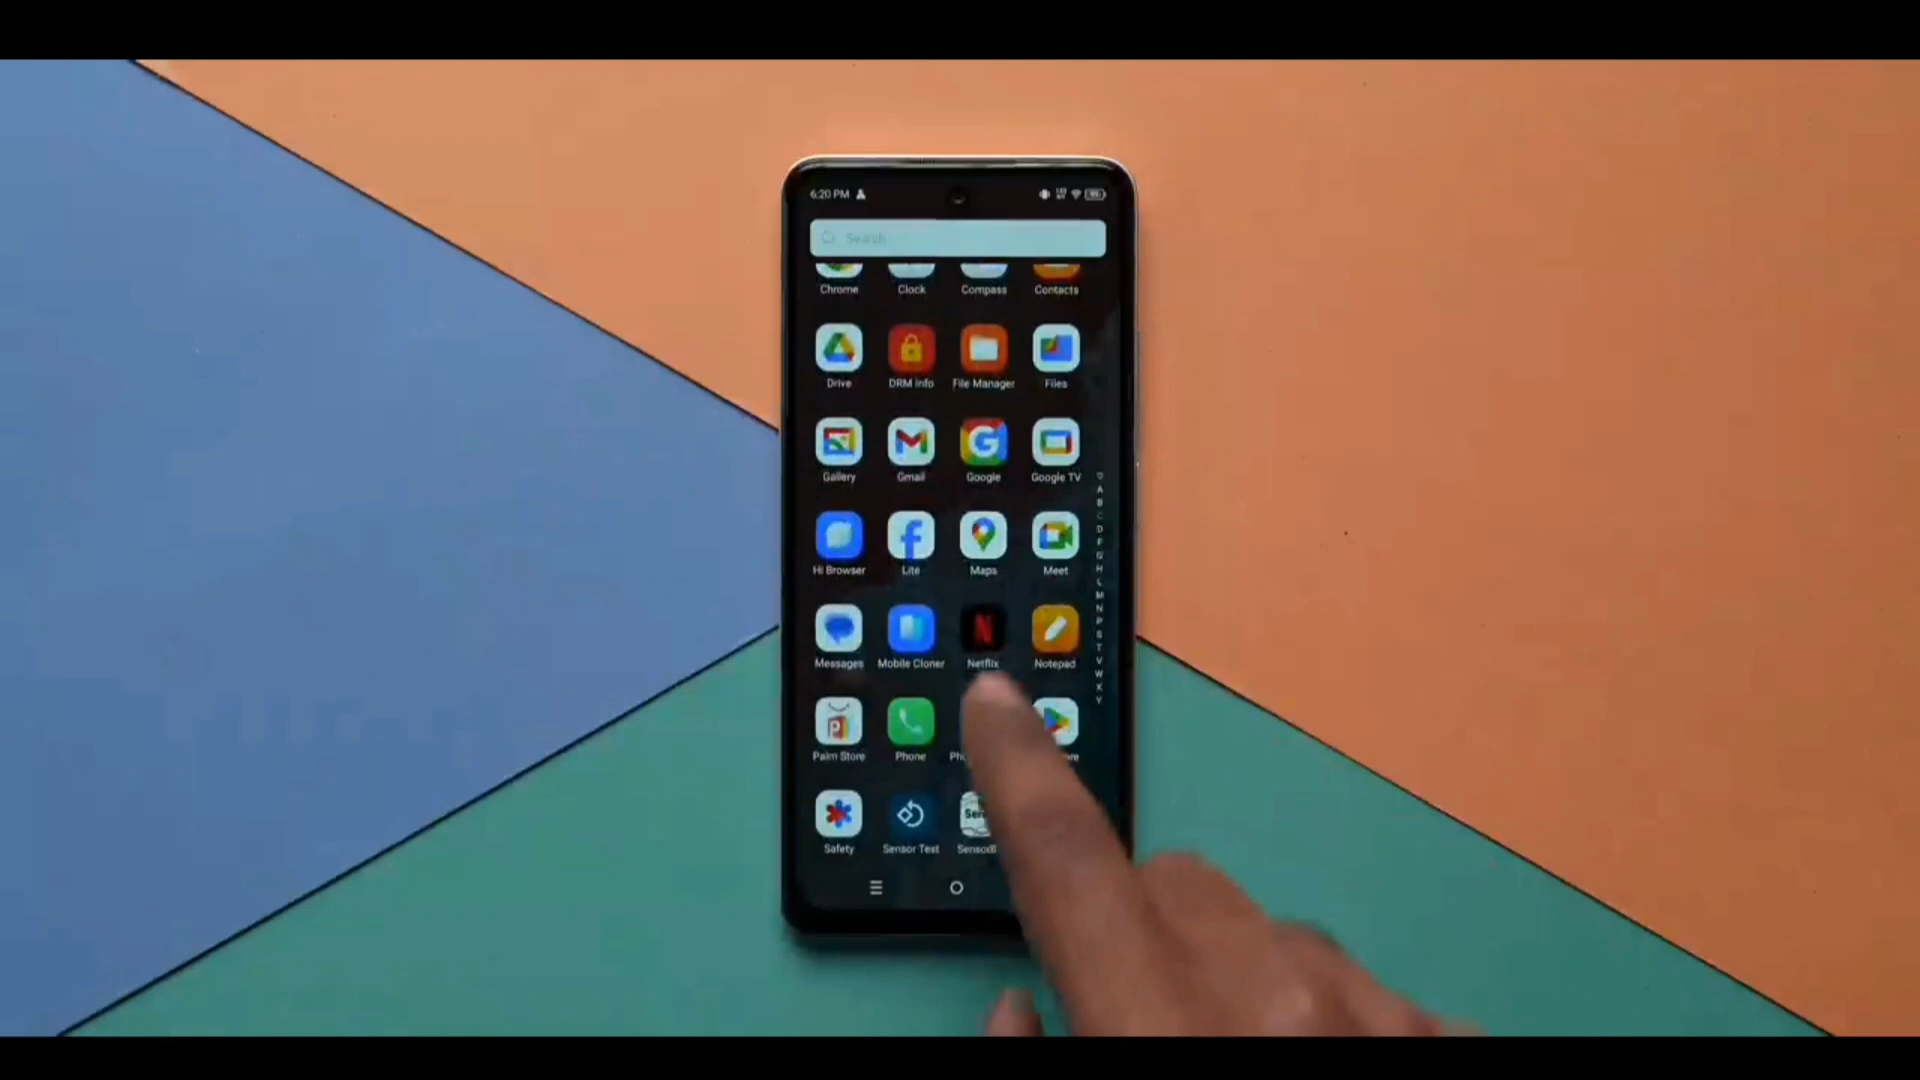 6:20 PM
Search
Chrome Clock Compass Contacts
Drive DRM Info File Manager Files
Gallery Gmail Google Google TV
Hi Browser Lite Maps Meet
Messages Mobile Cloner Netflix Notepad
Palm Store Phone
Safety Sensor Test
A
B
C
D
F
G
H
L
M
N
P
S
T
V
W
X
Y